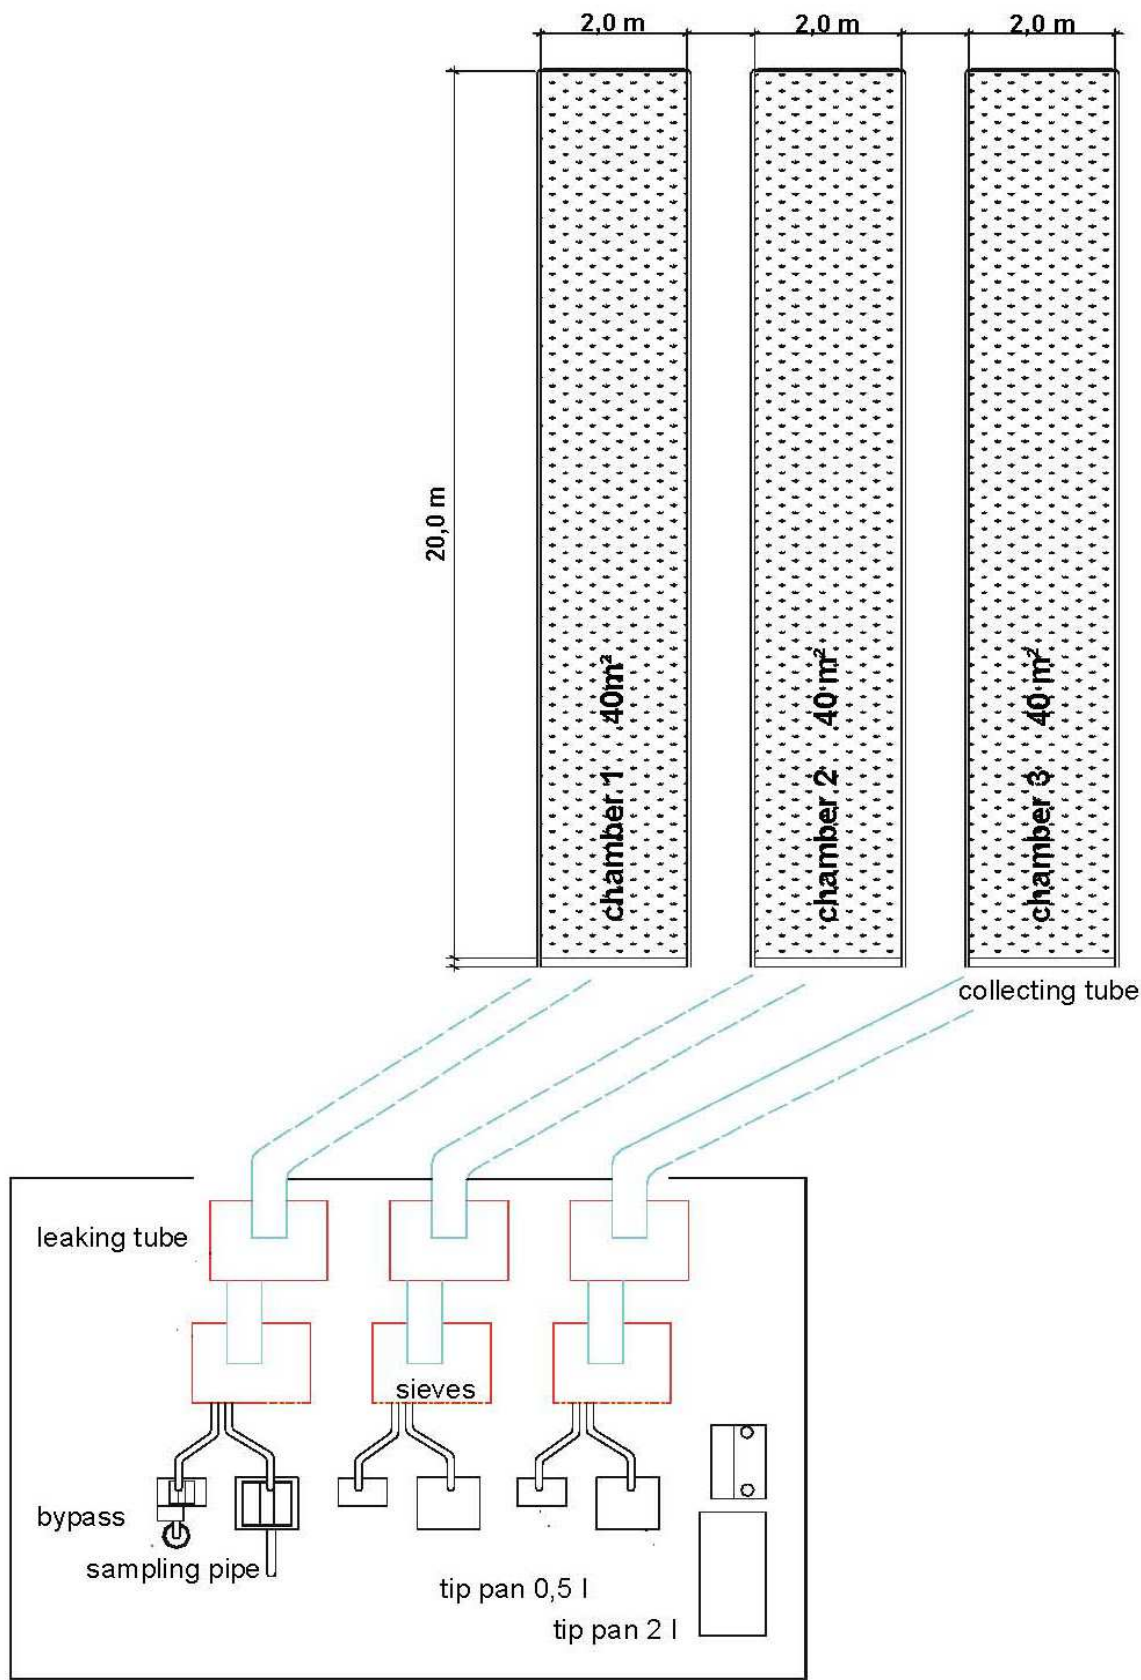 2,0 m
2,0 m
2,0 m
20,0 m
chamber 1 40m²
chamber 2 40 m²
chamber 3 40 m²
collecting tube
leaking tube
sieves
bypass
sampling pipe
tip pan 0,5 l
tip pan 2 l